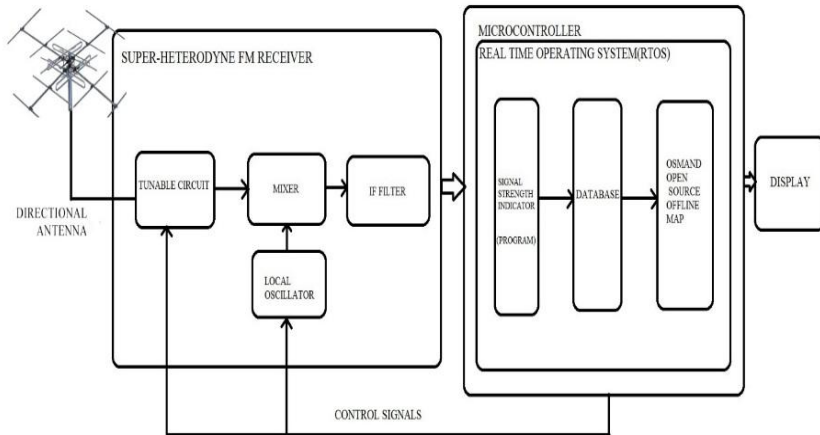 SUPER-HETERODYNE FM RECEIVER
DIRECTIONAL
ANTENNA
TUNABLE CIRCUIT
MIXER
IF FILTER
LOCAL
OSCILLATOR
MICROCONTROLLER
REAL TIME OPERATING SYSTEM(RTOS)
SIGNAL
STRENGTH
INDICATOR
(PROGRAM)
DATABASE
OSMAND
OPEN
SOURCE
OFFLINE
MAP
DISPLAY
CONTROL SIGNALS